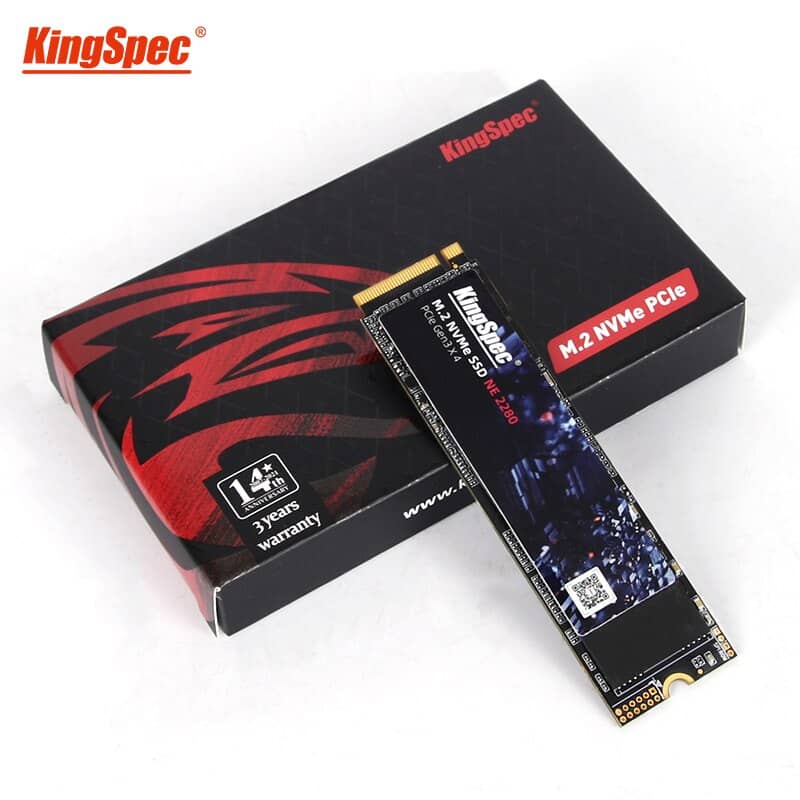 KingSpec®
KingSpec®
M.2 NVMe PCIe
KingSpec
M.2 NVMe SSD NE 2280
PCIe Gen3 X 4
14th
2021
ANNIVERSARY
3 years
warranty
www.k